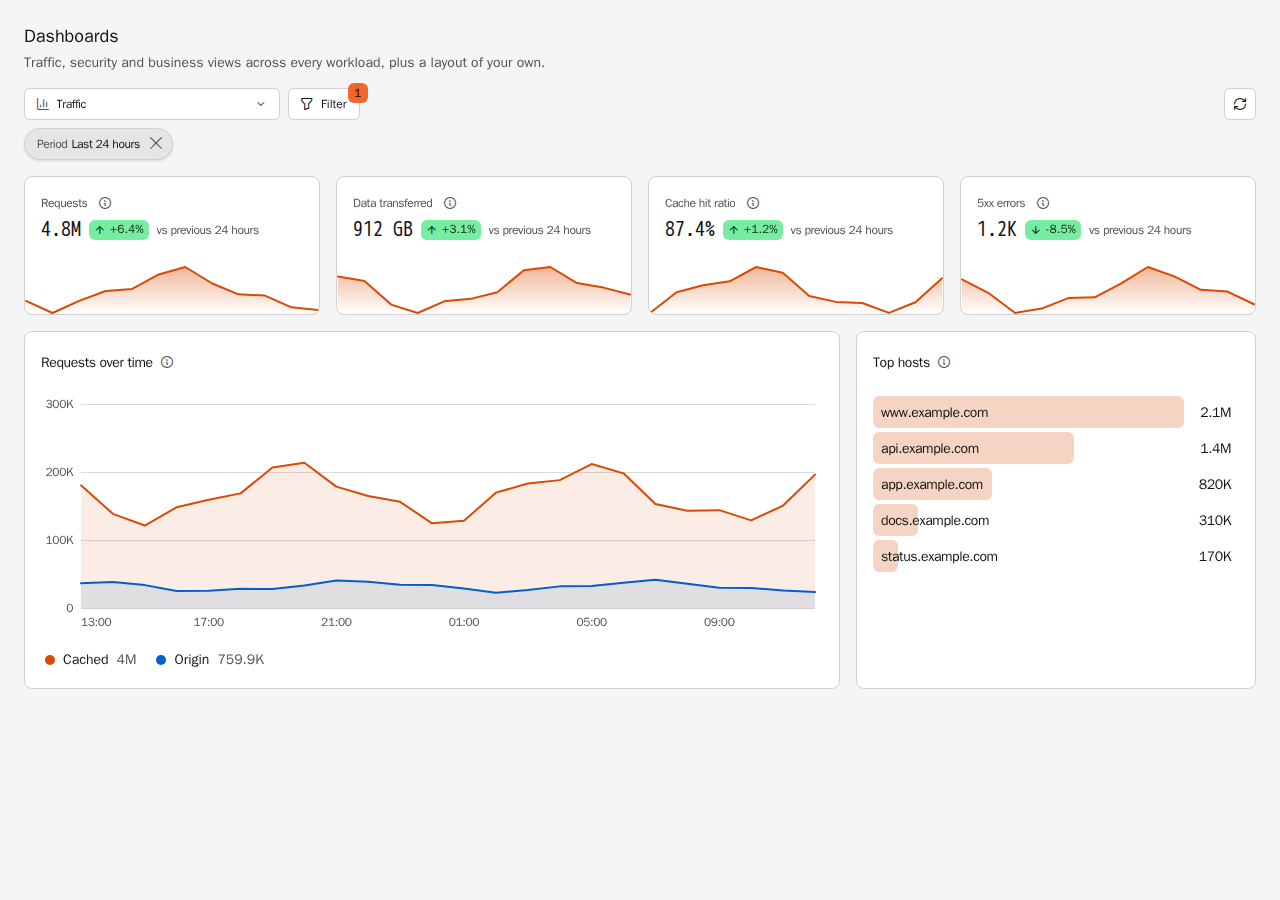 Dashboards
Traffic, security and business views across every workload, plus a layout of your own.
Traffic
Filter
1
Period Last 24 hours
Requests
4.8M +6.4% vs previous 24 hours
Data transferred
912 GB +3.1% vs previous 24 hours
Cache hit ratio
87.4% +1.2% vs previous 24 hours
5xx errors
1.2K -8.5% vs previous 24 hours
Requests over time
300K
200K
100K
0
13:00 17:00 21:00 01:00 05:00 09:00
Cached 4M Origin 759.9K
Top hosts
www.example.com 2.1M
api.example.com 1.4M
app.example.com 820K
docs.example.com 310K
status.example.com 170K